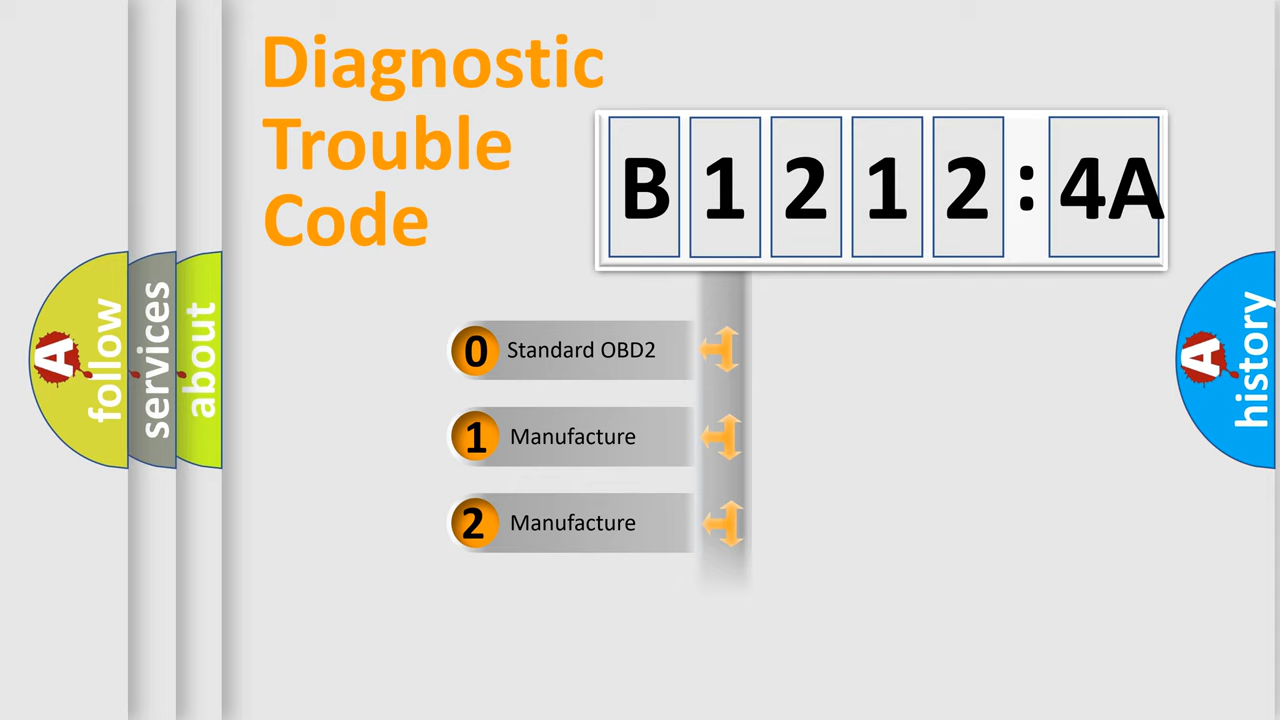 Diagnostic
Trouble
Code
B 1 2 1 2 : 4A
0 Standard OBD2
1 Manufacture
2 Manufacture
A follow
services
about
A history